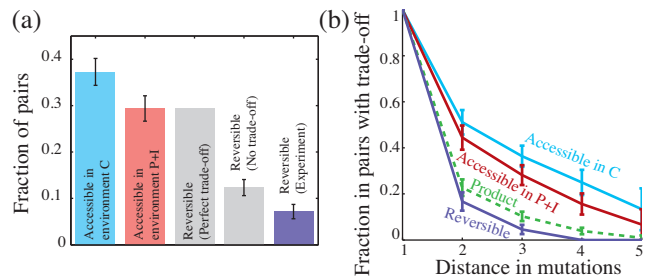 (a)
Fraction of pairs
0.4
0.3
0.2
0.1
0
Accessible in
environment C
Accessible in
environment P+I
Reversible
(Perfect trade-off)
Reversible
(No trade-off)
Reversible
(Experiment)
(b)
Fraction in pairs with trade-off
1
0.8
0.6
0.4
0.2
0
1
2
3
4
5
Accessible in C
Accessible in P+I
Product
Reversible
Distance in mutations